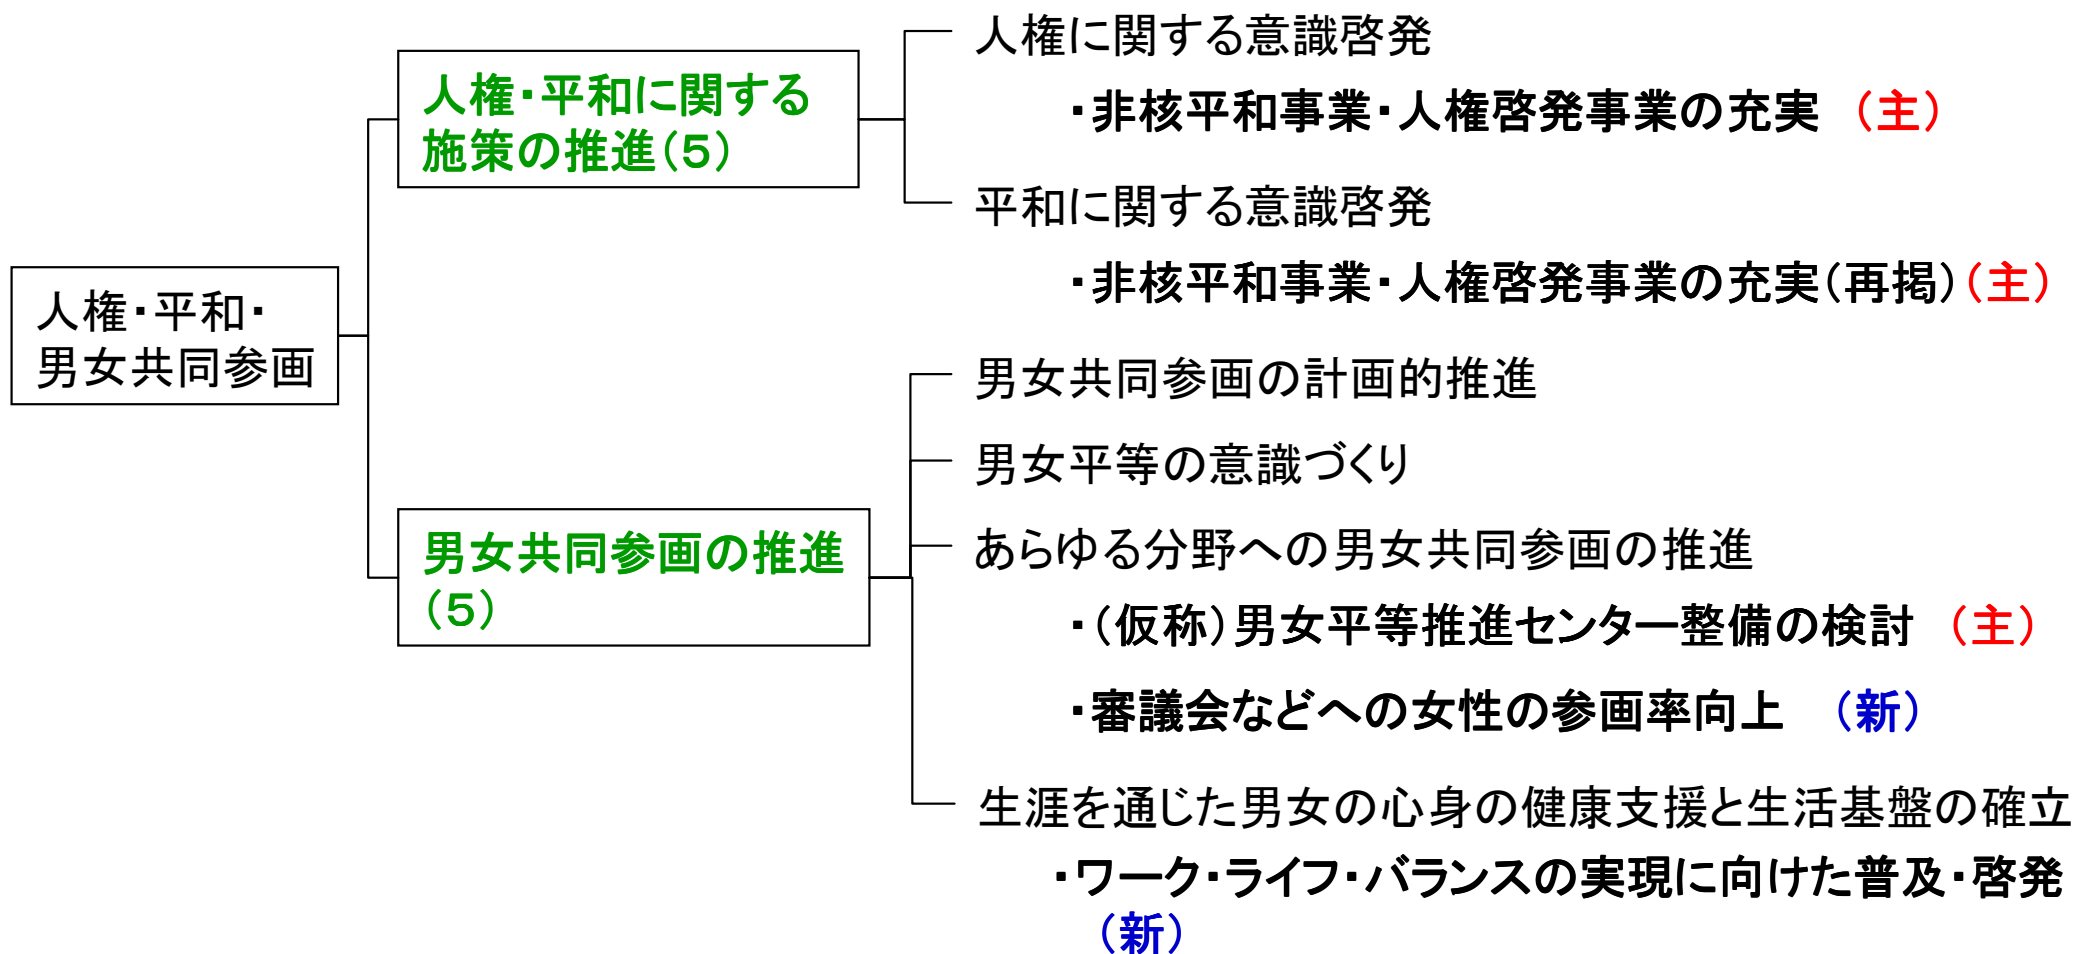 人権・平和・
男女共同参画
人権・平和に関する
施策の推進(5)
人権に関する意識啓発
・非核平和事業・人権啓発事業の充実 (主)
平和に関する意識啓発
・非核平和事業・人権啓発事業の充実(再掲)(主)
男女共同参画の推進
(5)
男女共同参画の計画的推進
男女平等の意識づくり
あらゆる分野への男女共同参画の推進
・(仮称)男女平等推進センター整備の検討 (主)
・審議会などへの女性の参画率向上 (新)
生涯を通じた男女の心身の健康支援と生活基盤の確立
・ワーク・ライフ・バランスの実現に向けた普及・啓発
(新)